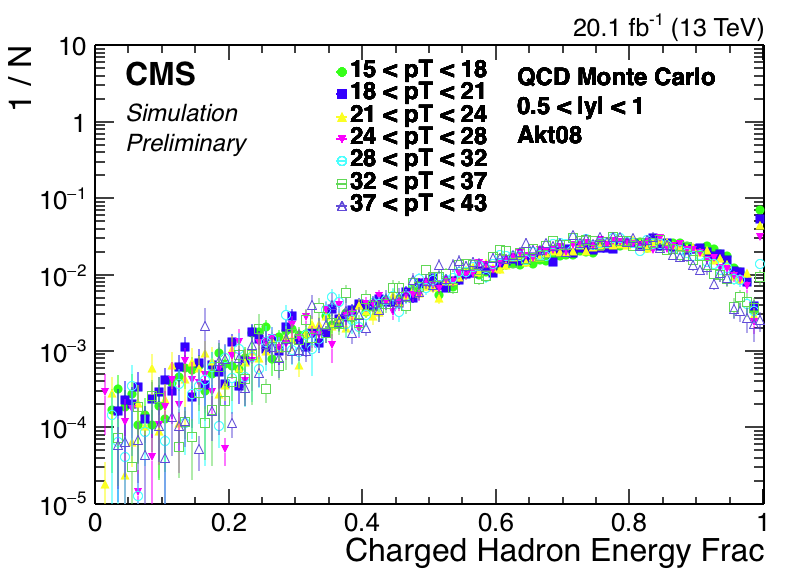 20.1 fb⁻¹ (13 TeV)
1 / N
10
1
10⁻¹
10⁻²
10⁻³
10⁻⁴
10⁻⁵
CMS
Simulation
Preliminary
15 < pT < 18
18 < pT < 21
21 < pT < 24
24 < pT < 28
28 < pT < 32
32 < pT < 37
37 < pT < 43
QCD Monte Carlo
0.5 < |y| < 1
Akt08
0 0.2 0.4 0.6 0.8 1
Charged Hadron Energy Frac